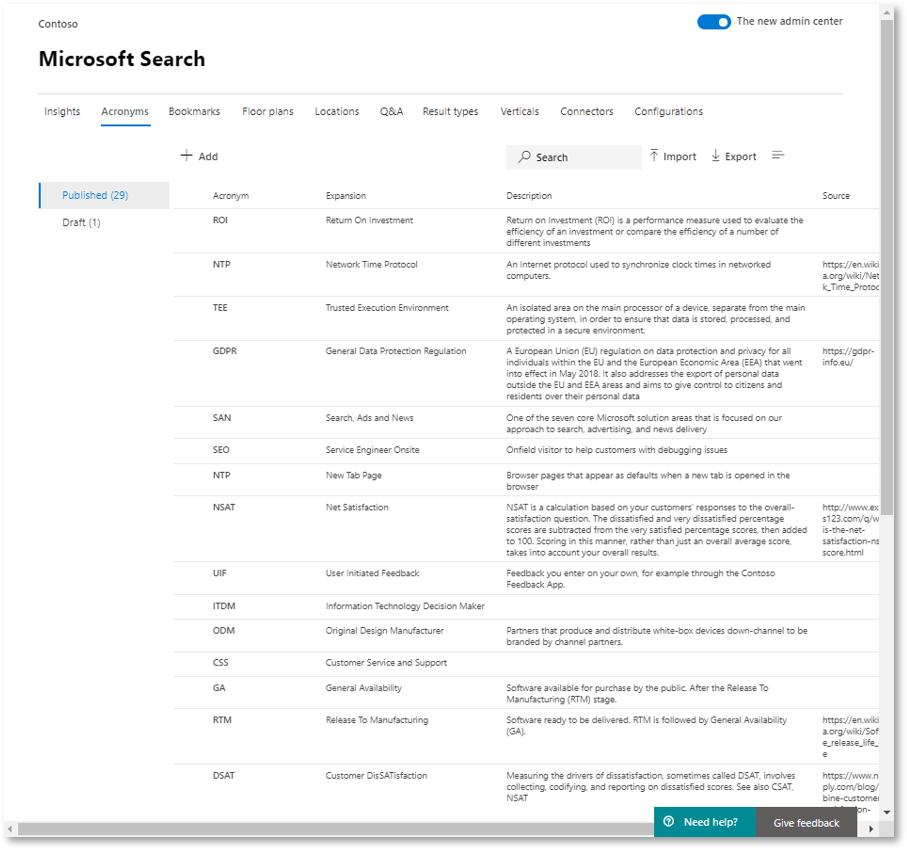 Contoso
The new admin center
Microsoft Search
Insights Acronyms Bookmarks Floor plans Locations Q&A Result types Verticals Connectors Configurations
Add
Search
Import
Export
Published (29)
Draft (1)
Acronym Expansion Description Source
ROI Return On Investment Return on Investment (ROI) is a performance measure used to evaluate the
efficiency of an investment or compare the efficiency of a number of
different investments
NTP Network Time Protocol An Internet protocol used to synchronize clock times in networked https://en.wiki
computers. a.org/wiki/Net
k_Time_Protoc
TEE Trusted Execution Environment An isolated area on the main processor of a device, separate from the main
operating system, in order to ensure that data is stored, processed, and
protected in a secure environment.
GDPR General Data Protection Regulation A European Union (EU) regulation on data protection and privacy for all https://gdpr-
individuals within the EU and the European Economic Area (EEA) that went info.eu/
into effect in May 2018. It also addresses the export of personal data
outside the EU and EEA areas and aims to give control to citizens and
residents over their personal data
SAN Search, Ads and News One of the seven core Microsoft solution areas that is focused on our
approach to search, advertising, and news delivery
SEO Service Engineer Onsite Onfield visitor to help customers with debugging issues
NTP New Tab Page Browser pages that appear as defaults when a new tab is opened in the
browser
NSAT Net Satisfaction NSAT is a calculation based on your customers' responses to the overall- http://www.ex
satisfaction question. The dissatisfied and very dissatisfied percentage s123.com/q/w
scores are subtracted from the very satisfied percentage scores, then added is-the-net-
to 100. Scoring in this manner, rather than just an overall average score, satisfaction-ns
takes into account your overall results. score.html
UIF User Initiated Feedback Feedback you enter on your own, for example through the Contoso
Feedback App.
ITDM Information Technology Decision Maker
ODM Original Design Manufacturer Partners that produce and distribute white-box devices down-channel to be
branded by channel partners.
CSS Customer Service and Support
GA General Availability Software available for purchase by the public. After the Release To
Manufacturing (RTM) stage.
RTM Release To Manufacturing Software ready to be delivered. RTM is followed by General Availability https://en.wiki
(GA). a.org/wiki/Sof
e_release_life_
e
DSAT Customer DisSATisfaction Measuring the drivers of dissatisfaction, sometimes called DSAT, involves https://www.n
collecting, codifying, and reporting on dissatisfied scores. See also CSAT, ply.com/blog/
NSAT bine-customer
Need help?
Give feedback